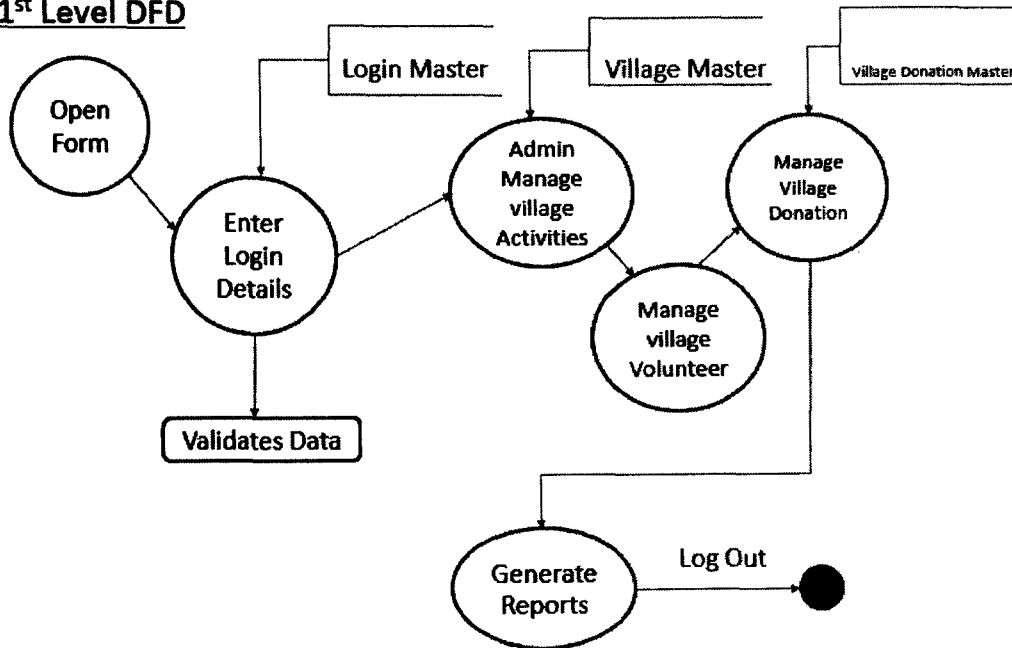 1st Level DFD
Open
Form
Login Master
Village Master
Village Donation Master
Enter
Login
Details
Admin
Manage
village
Activities
Manage
Village
Donation
Manage
village
Volunteer
Validates Data
Generate
Reports
Log Out